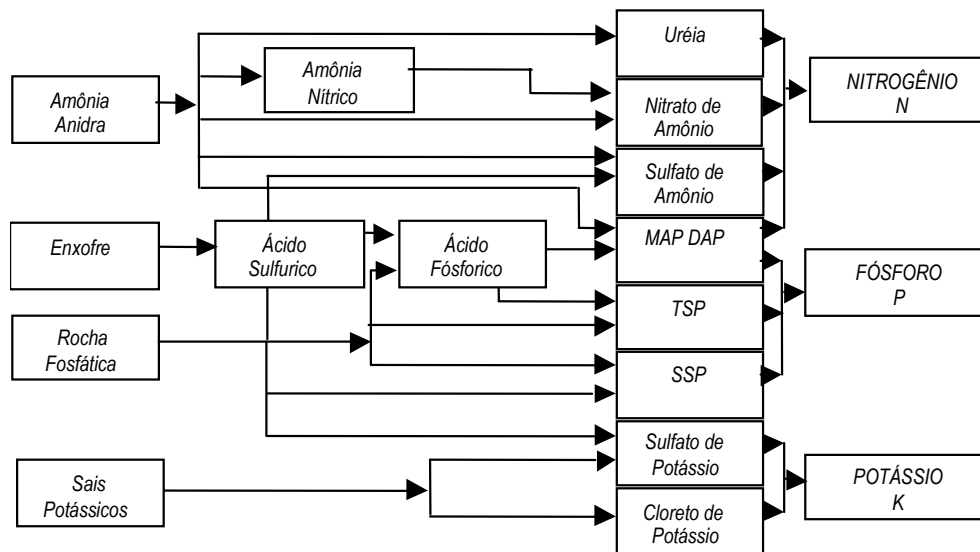 Amônia
Anidra
Enxofre
Rocha
Fosfática
Sais
Potássicos
Amônia
Nítrico
Ácido
Sulfurico
Ácido
Fósforico
Uréia
Nitrato de
Amônio
Sulfato de
Amônio
MAP DAP
TSP
SSP
Sulfato de
Potássio
Cloreto de
Potássio
NITROGÊNIO
N
FÓSFORO
P
POTÁSSIO
K